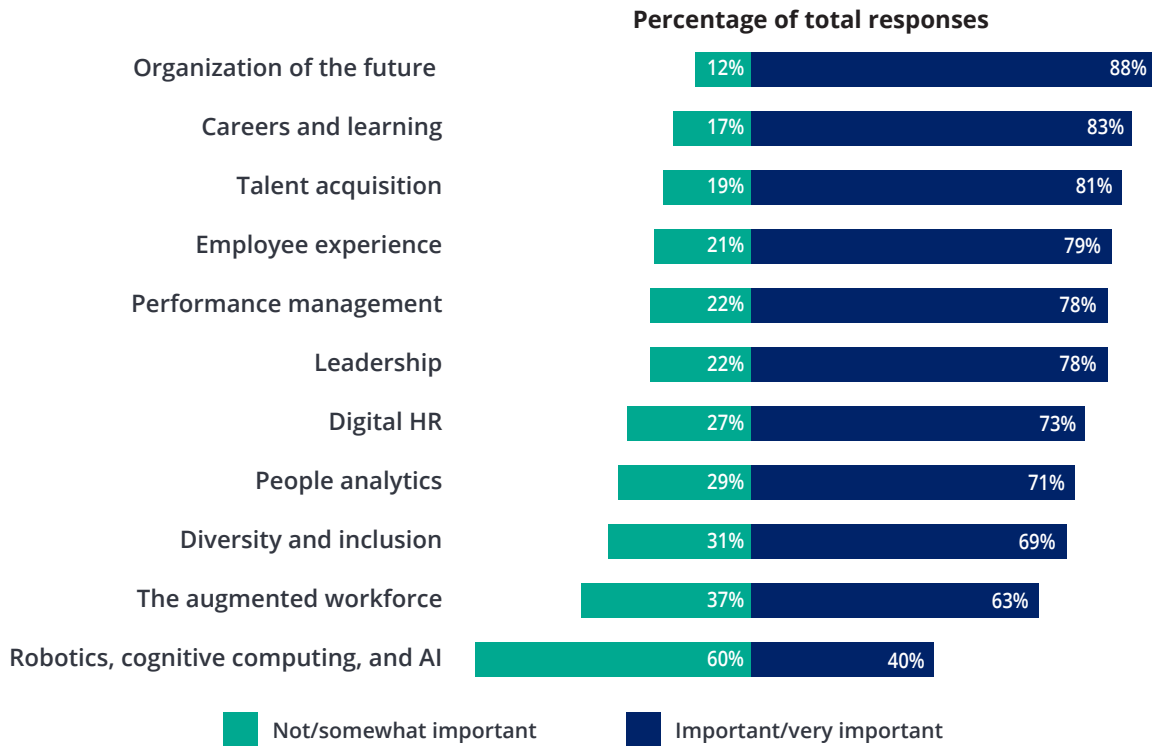 Percentage of total responses
Organization of the future 12% 88%
Careers and learning 17% 83%
Talent acquisition 19% 81%
Employee experience 21% 79%
Performance management 22% 78%
Leadership 22% 78%
Digital HR 27% 73%
People analytics 29% 71%
Diversity and inclusion 31% 69%
The augmented workforce 37% 63%
Robotics, cognitive computing, and AI 60% 40%
Not/somewhat important Important/very important